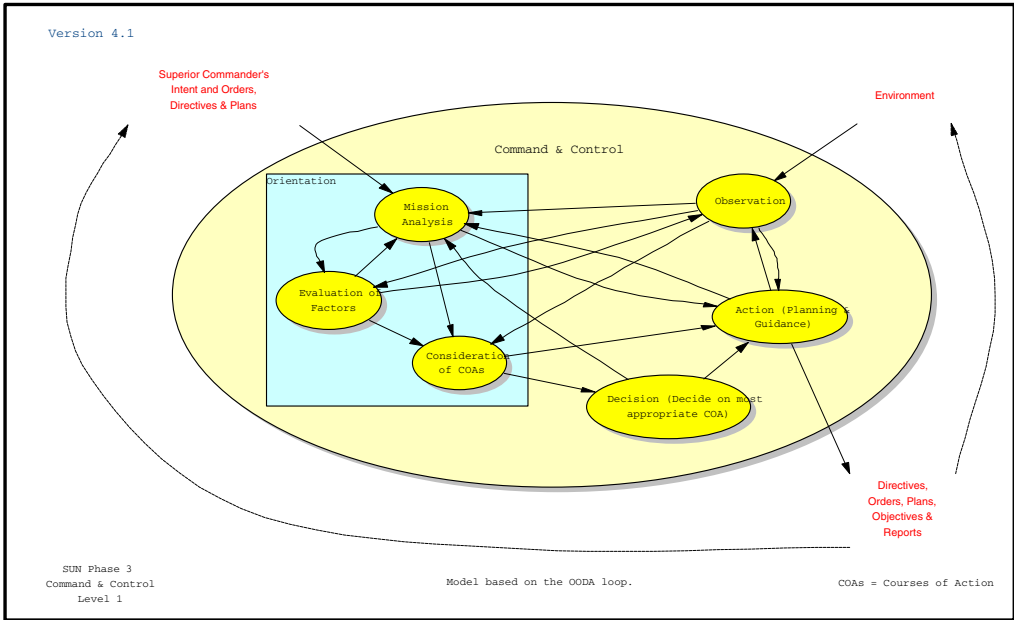 Version 4.1
Superior Commander's
Intent and Orders,
Directives & Plans
Environment
Command & Control
Orientation
Mission
Analysis
Observation
Evaluation of
Factors
Action (Planning &
Guidance)
Consideration
of COAs
Decision (Decide on most
appropriate COA)
Directives,
Orders, Plans,
Objectives &
Reports
SUN Phase 3
Command & Control
Level 1
Model based on the OODA loop.
COAs = Courses of Action